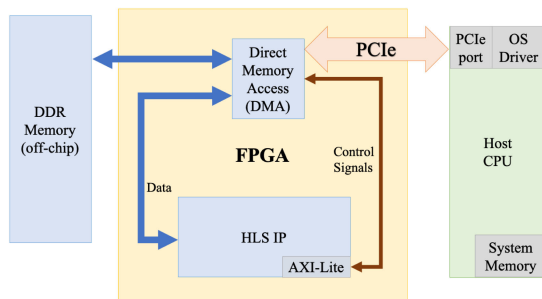 DDR
Memory
(off-chip)
Direct
Memory
Access
(DMA)
PCIe
PCIe
port
OS
Driver
FPGA
Control
Signals
Data
HLS IP
AXI-Lite
Host
CPU
System
Memory